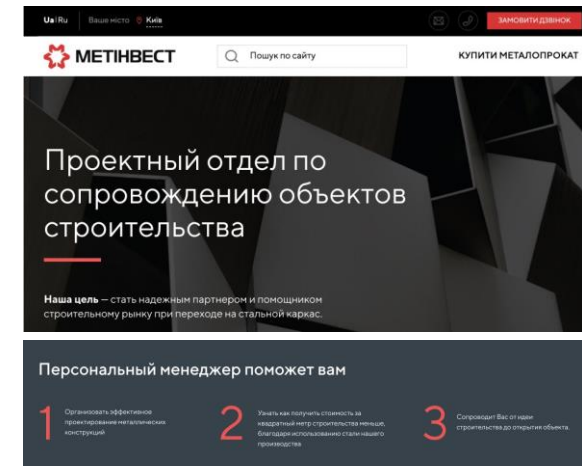 Ua|Ru Ваше місто Київ ЗАМОВИТИ ДЗВІНОК
МЕТІНВЕСТ Пошук по сайту КУПИТИ МЕТАЛОПРОКАТ
Проектный отдел по
сопровождению объектов
строительства
Наша цель — стать надежным партнером и помощником
строительному рынку при переходе на стальной каркас.
Персональный менеджер поможет вам
1
Организовать эффективное
проектирование металлических
конструкций
2
Узнать как получить стоимость за
квадратный метр строительства меньше,
благодаря использованию стали нашего
производства
3
Сопроводит Вас от идеи
строительства до открытия объекта.